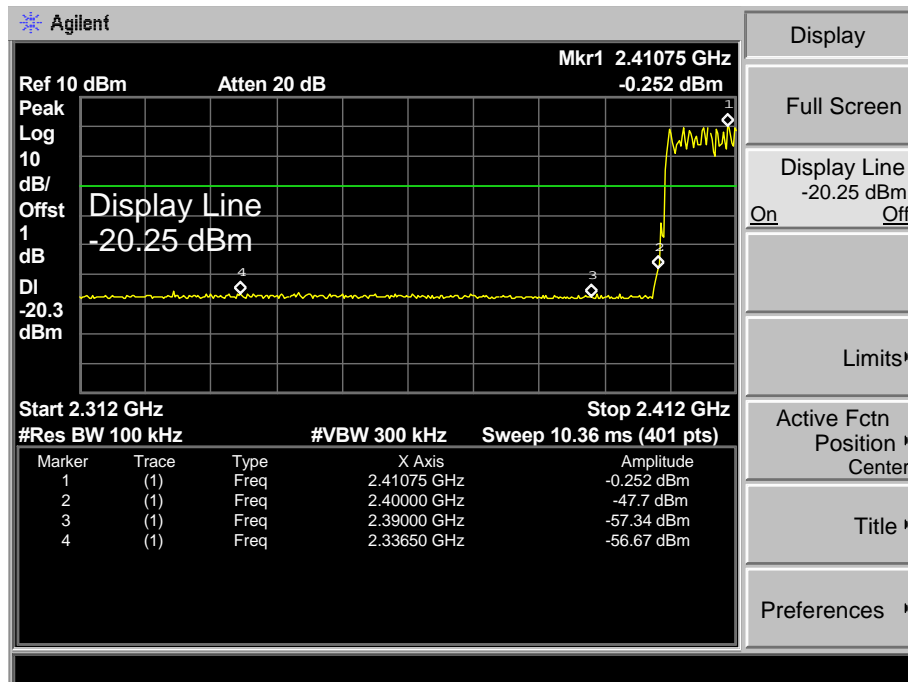 Agilent
Mkr1 2.41075 GHz
Ref 10 dBm Atten 20 dB -0.252 dBm
Peak
Log
10
dB/
Offst
1
dB
DI
-20.3
dBm
1
Display Line
-20.25 dBm
4
3
2
Start 2.312 GHz Stop 2.412 GHz
#Res BW 100 kHz #VBW 300 kHz Sweep 10.36 ms (401 pts)
Marker Trace Type X Axis Amplitude
1 (1) Freq 2.41075 GHz -0.252 dBm
2 (1) Freq 2.40000 GHz -47.7 dBm
3 (1) Freq 2.39000 GHz -57.34 dBm
4 (1) Freq 2.33650 GHz -56.67 dBm
Display
Full Screen
Display Line
-20.25 dBm
On Off
Limits
Active Fctn
Position
Center
Title
Preferences